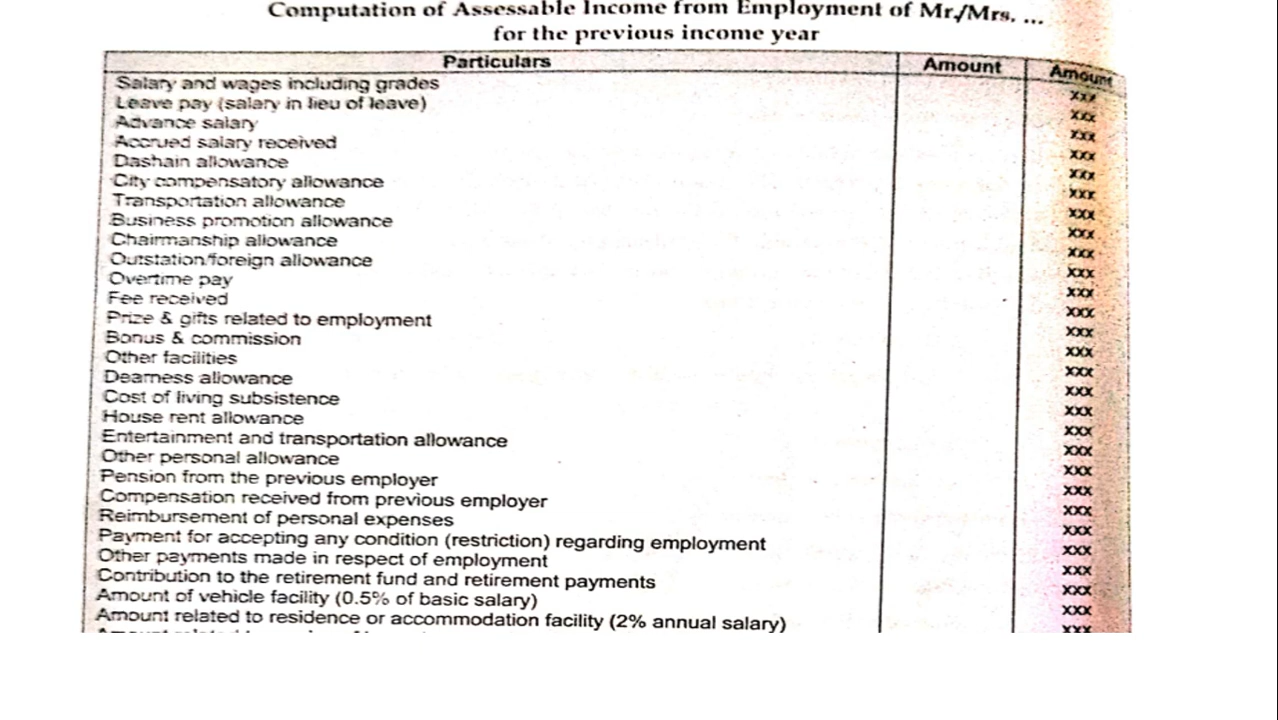 Computation of Assessable Income from Employment of Mr./Mrs. ...
for the previous income year
Particulars Amount Amount
Salary and wages including grades xxx
Leave pay (salary in lieu of leave) xxx
Advance salary xxx
Accrued salary received xxx
Dashain allowance xxx
City compensatory allowance xxx
Transportation allowance xxx
Business promotion allowance xxx
Chairmanship allowance xxx
Outstation/foreign allowance xxx
Overtime pay xxx
Fee received xxx
Prize & gifts related to employment xxx
Bonus & commission xxx
Other facilities xxx
Dearness allowance xxx
Cost of living subsistence xxx
House rent allowance xxx
Entertainment and transportation allowance xxx
Other personal allowance xxx
Pension from the previous employer xxx
Compensation received from previous employer xxx
Reimbursement of personal expenses xxx
Payment for accepting any condition (restriction) regarding employment xxx
Other payments made in respect of employment xxx
Contribution to the retirement fund and retirement payments xxx
Amount of vehicle facility (0.5% of basic salary) xxx
Amount related to residence or accommodation facility (2% annual salary) xxx